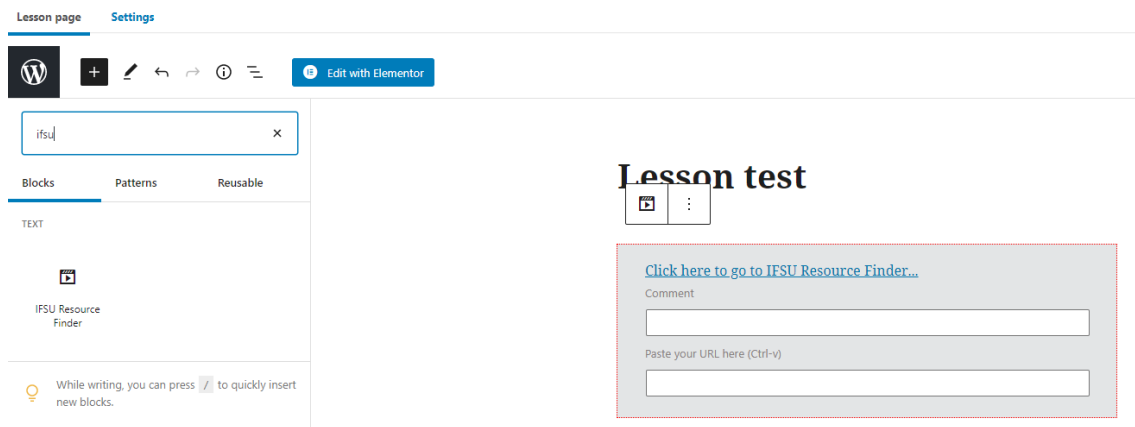 Lesson page Settings
Edit with Elementor
ifsu
Blocks Patterns Reusable
TEXT
IFSU Resource
Finder
While writing, you can press / to quickly insert
new blocks.
Lesson test
Click here to go to IFSU Resource Finder...
Comment
Paste your URL here (Ctrl-v)